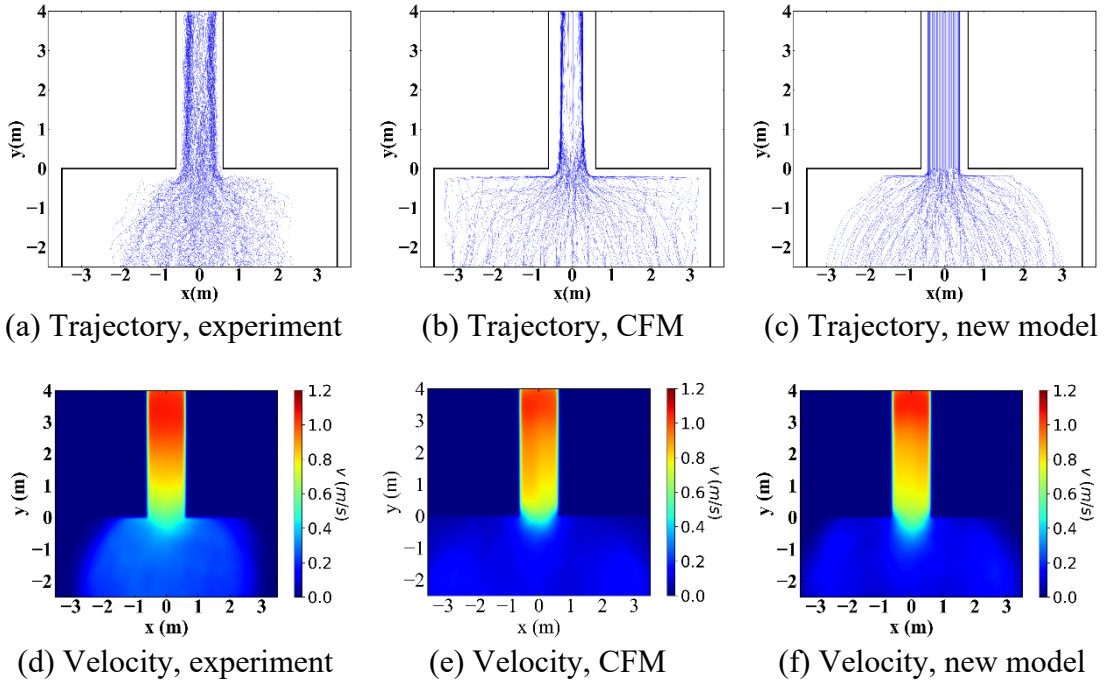 4
3
2
1
0
−1
−2
y(m)
−3 −2 −1 0 1 2 3
x(m)
(a) Trajectory, experiment
4
3
2
1
0
−1
−2
y(m)
−3 −2 −1 0 1 2 3
x(m)
(b) Trajectory, CFM
4
3
2
1
0
−1
−2
y(m)
−3 −2 −1 0 1 2 3
x(m)
(c) Trajectory, new model
4
3
2
1
0
−1
−2
y (m)
−3 −2 −1 0 1 2 3
x (m)
1.2
1.0
0.8
0.6
0.4
0.2
0.0
v (m/s)
(d) Velocity, experiment
4
3
2
1
0
−1
−2
y (m)
−3 −2 −1 0 1 2 3
x (m)
1.2
1.0
0.8
0.6
0.4
0.2
0.0
v (m/s)
(e) Velocity, CFM
4
3
2
1
0
−1
−2
y (m)
−3 −2 −1 0 1 2 3
x (m)
1.2
1.0
0.8
0.6
0.4
0.2
0.0
v (m/s)
(f) Velocity, new model